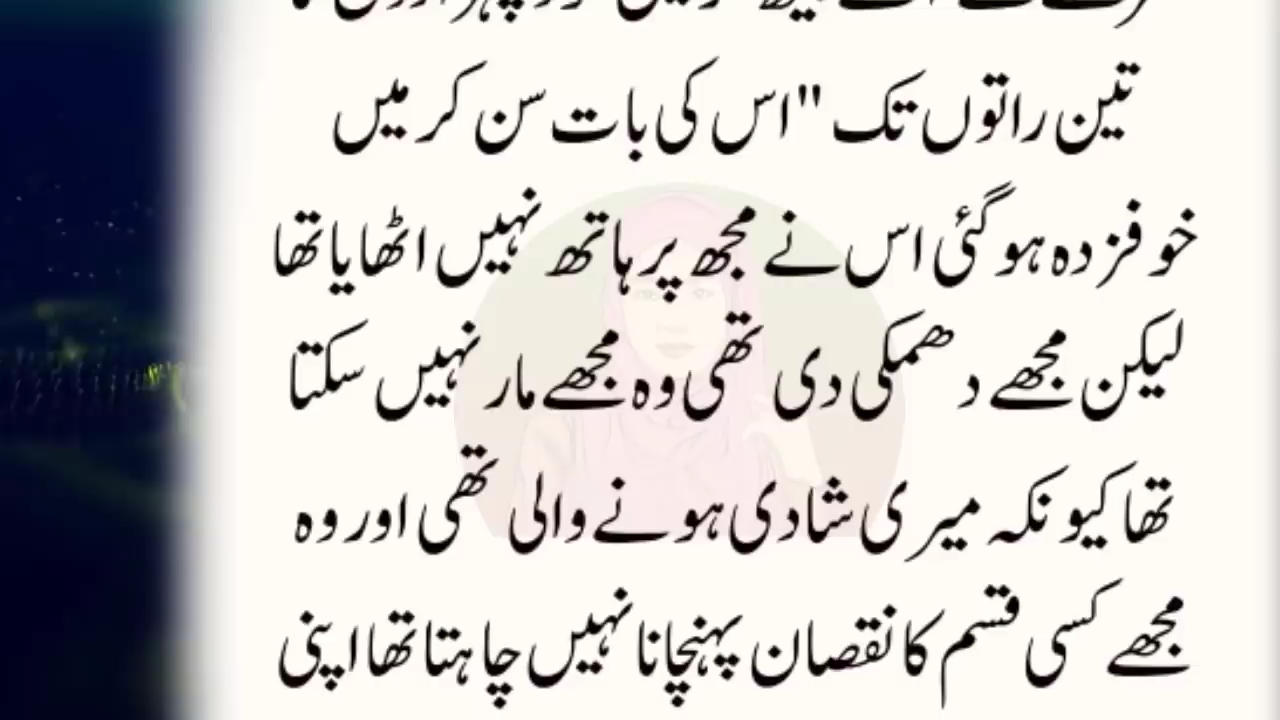 تین راتوں تک "اس کی بات سن کر میں
خوفزدہ ہو گئی اس نے مجھ پر ہاتھ نہیں اٹھایا تھا
لیکن مجھے دھمکی دی تھی وہ مجھے مار نہیں سکتا
تھا کیونکہ میری شادی ہونے والی تھی اور وہ
مجھے کسی قسم کا نقصان پہنچانا نہیں چاہتا تھا اپنی